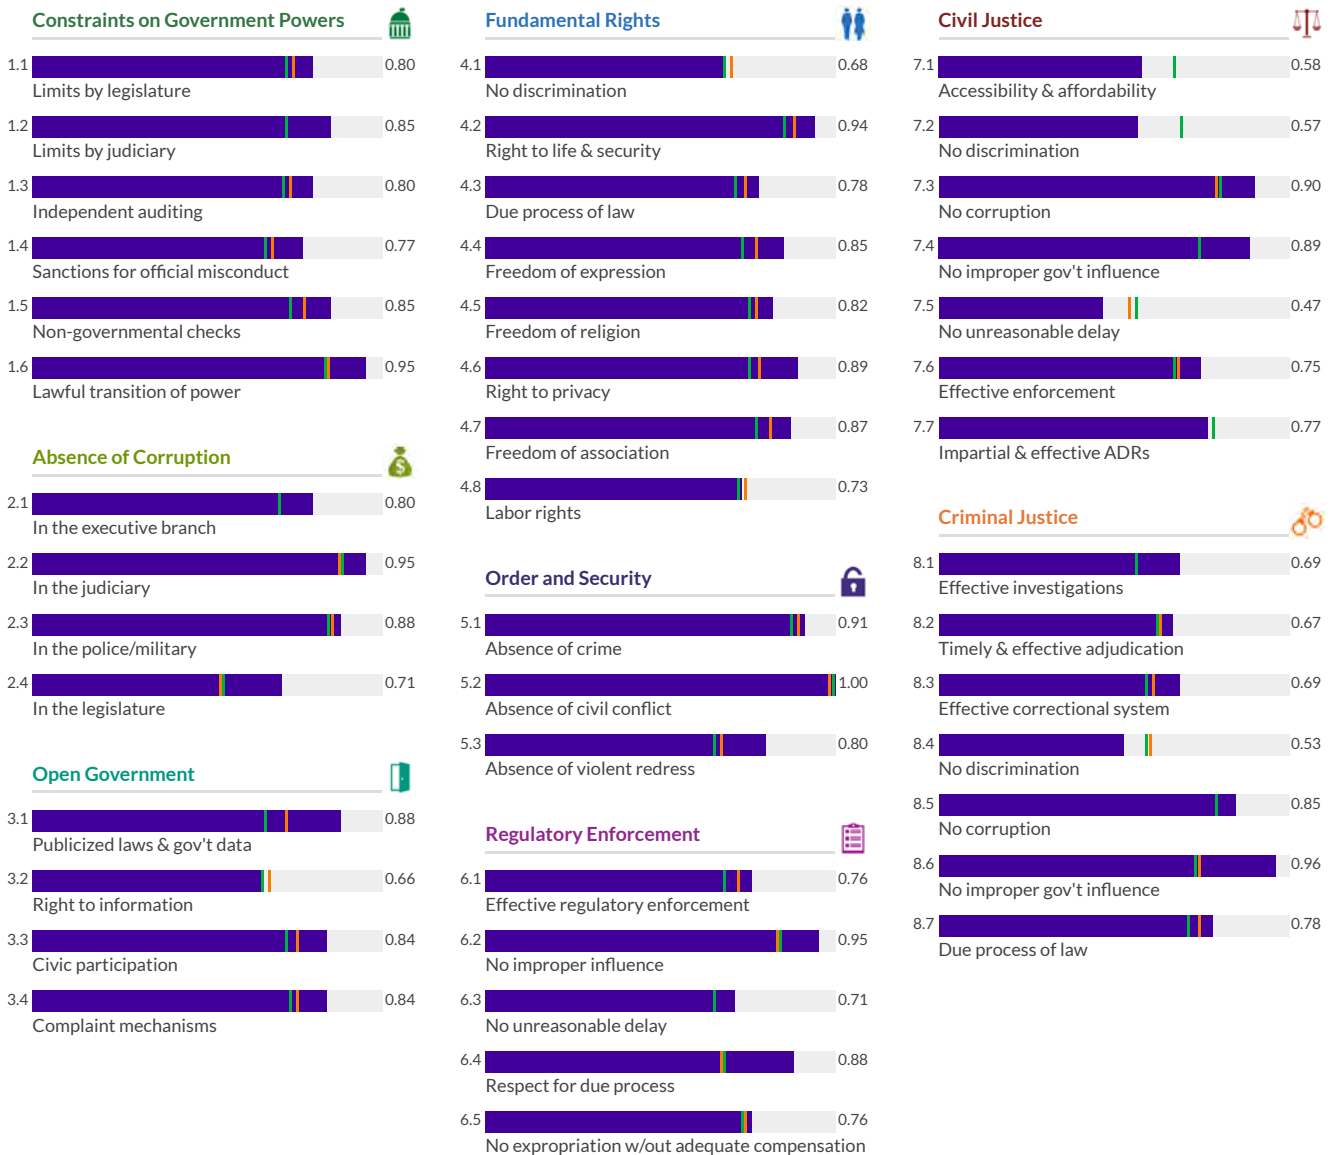 Constraints on Government Powers
1.1 0.80
Limits by legislature
1.2 0.85
Limits by judiciary
1.3 0.80
Independent auditing
1.4 0.77
Sanctions for official misconduct
1.5 0.85
Non-governmental checks
1.6 0.95
Lawful transition of power
Absence of Corruption
2.1 0.80
In the executive branch
2.2 0.95
In the judiciary
2.3 0.88
In the police/military
2.4 0.71
In the legislature
Open Government
3.1 0.88
Publicized laws & gov't data
3.2 0.66
Right to information
3.3 0.84
Civic participation
3.4 0.84
Complaint mechanisms
Fundamental Rights
4.1 0.68
No discrimination
4.2 0.94
Right to life & security
4.3 0.78
Due process of law
4.4 0.85
Freedom of expression
4.5 0.82
Freedom of religion
4.6 0.89
Right to privacy
4.7 0.87
Freedom of association
4.8 0.73
Labor rights
Order and Security
5.1 0.91
Absence of crime
5.2 1.00
Absence of civil conflict
5.3 0.80
Absence of violent redress
Regulatory Enforcement
6.1 0.76
Effective regulatory enforcement
6.2 0.95
No improper influence
6.3 0.71
No unreasonable delay
6.4 0.88
Respect for due process
6.5 0.76
No expropriation w/out adequate compensation
Civil Justice
7.1 0.58
Accessibility & affordability
7.2 0.57
No discrimination
7.3 0.90
No corruption
7.4 0.89
No improper gov't influence
7.5 0.47
No unreasonable delay
7.6 0.75
Effective enforcement
7.7 0.77
Impartial & effective ADRs
Criminal Justice
8.1 0.69
Effective investigations
8.2 0.67
Timely & effective adjudication
8.3 0.69
Effective correctional system
8.4 0.53
No discrimination
8.5 0.85
No corruption
8.6 0.96
No improper gov't influence
8.7 0.78
Due process of law